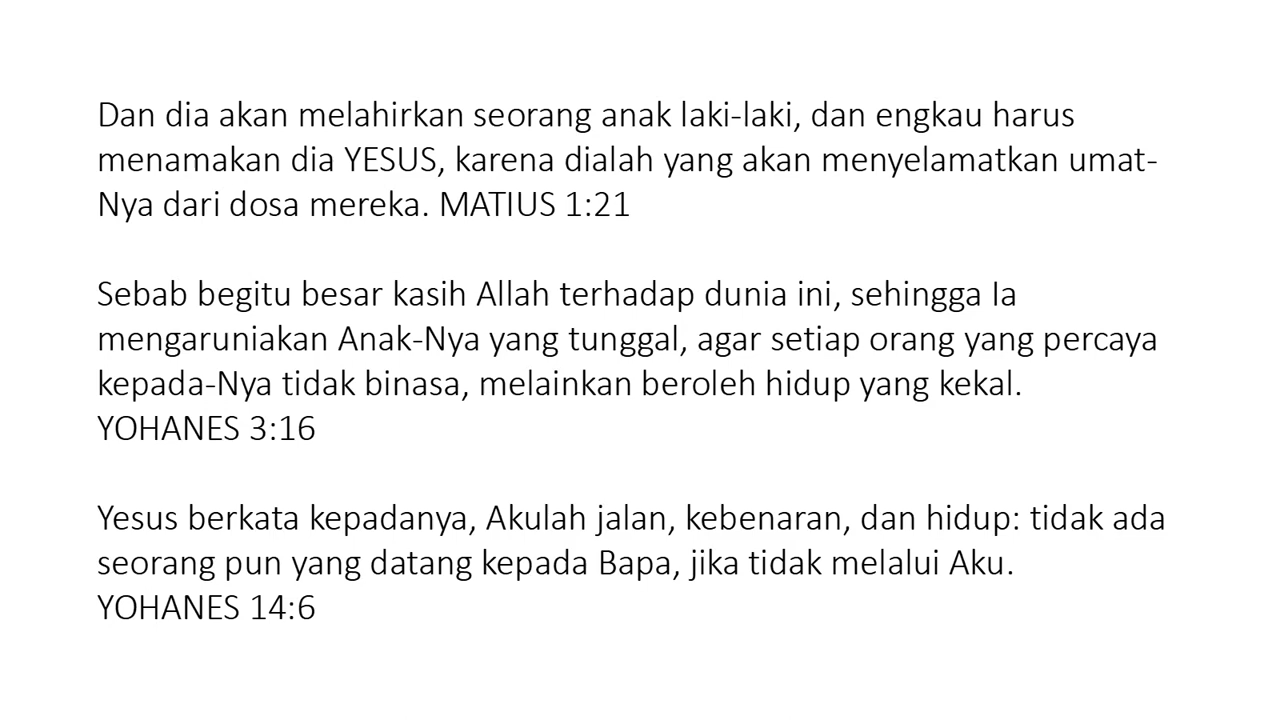 Dan dia akan melahirkan seorang anak laki-laki, dan engkau harus
menamakan dia YESUS, karena dialah yang akan menyelamatkan umat-
Nya dari dosa mereka. MATIUS 1:21
Sebab begitu besar kasih Allah terhadap dunia ini, sehingga Ia
mengaruniakan Anak-Nya yang tunggal, agar setiap orang yang percaya
kepada-Nya tidak binasa, melainkan beroleh hidup yang kekal.
YOHANES 3:16
Yesus berkata kepadanya, Akulah jalan, kebenaran, dan hidup: tidak ada
seorang pun yang datang kepada Bapa, jika tidak melalui Aku.
YOHANES 14:6